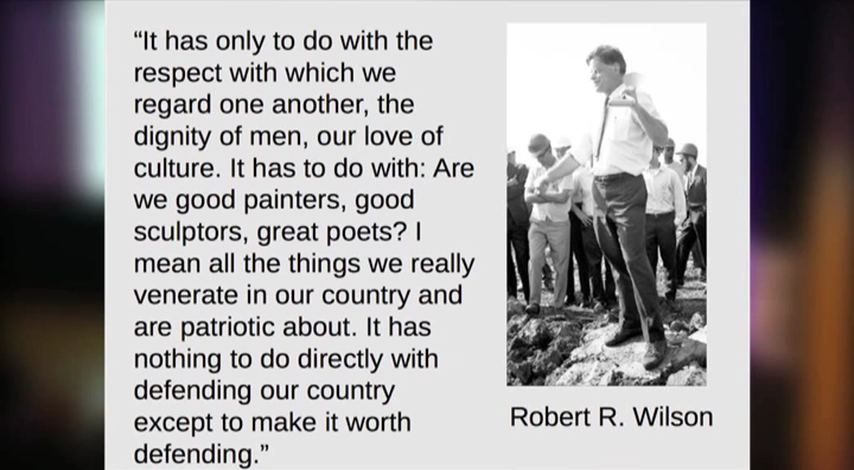 “It has only to do with the
respect with which we
regard one another, the
dignity of men, our love of
culture. It has to do with: Are
we good painters, good
sculptors, great poets? I
mean all the things we really
venerate in our country and
are patriotic about. It has
nothing to do directly with
defending our country
except to make it worth
defending.”
Robert R. Wilson